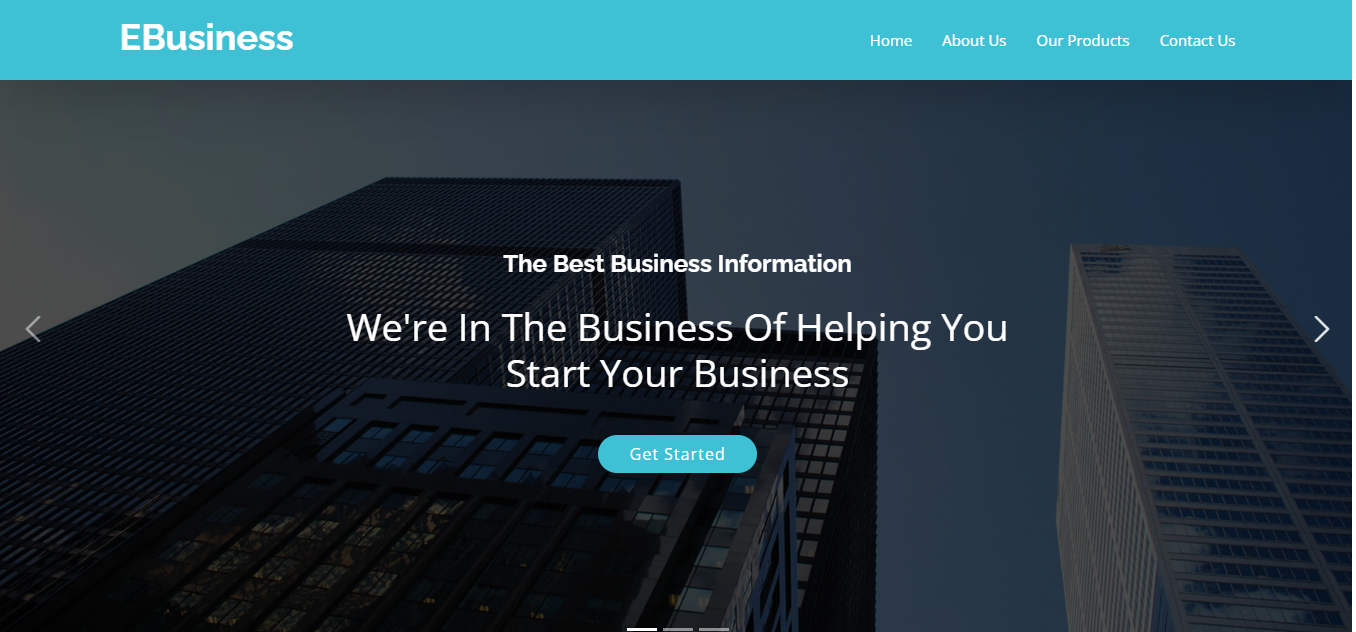 EBusiness
Home
About Us
Our Products
Contact Us
The Best Business Information
We're In The Business Of Helping You
Start Your Business
Get Started